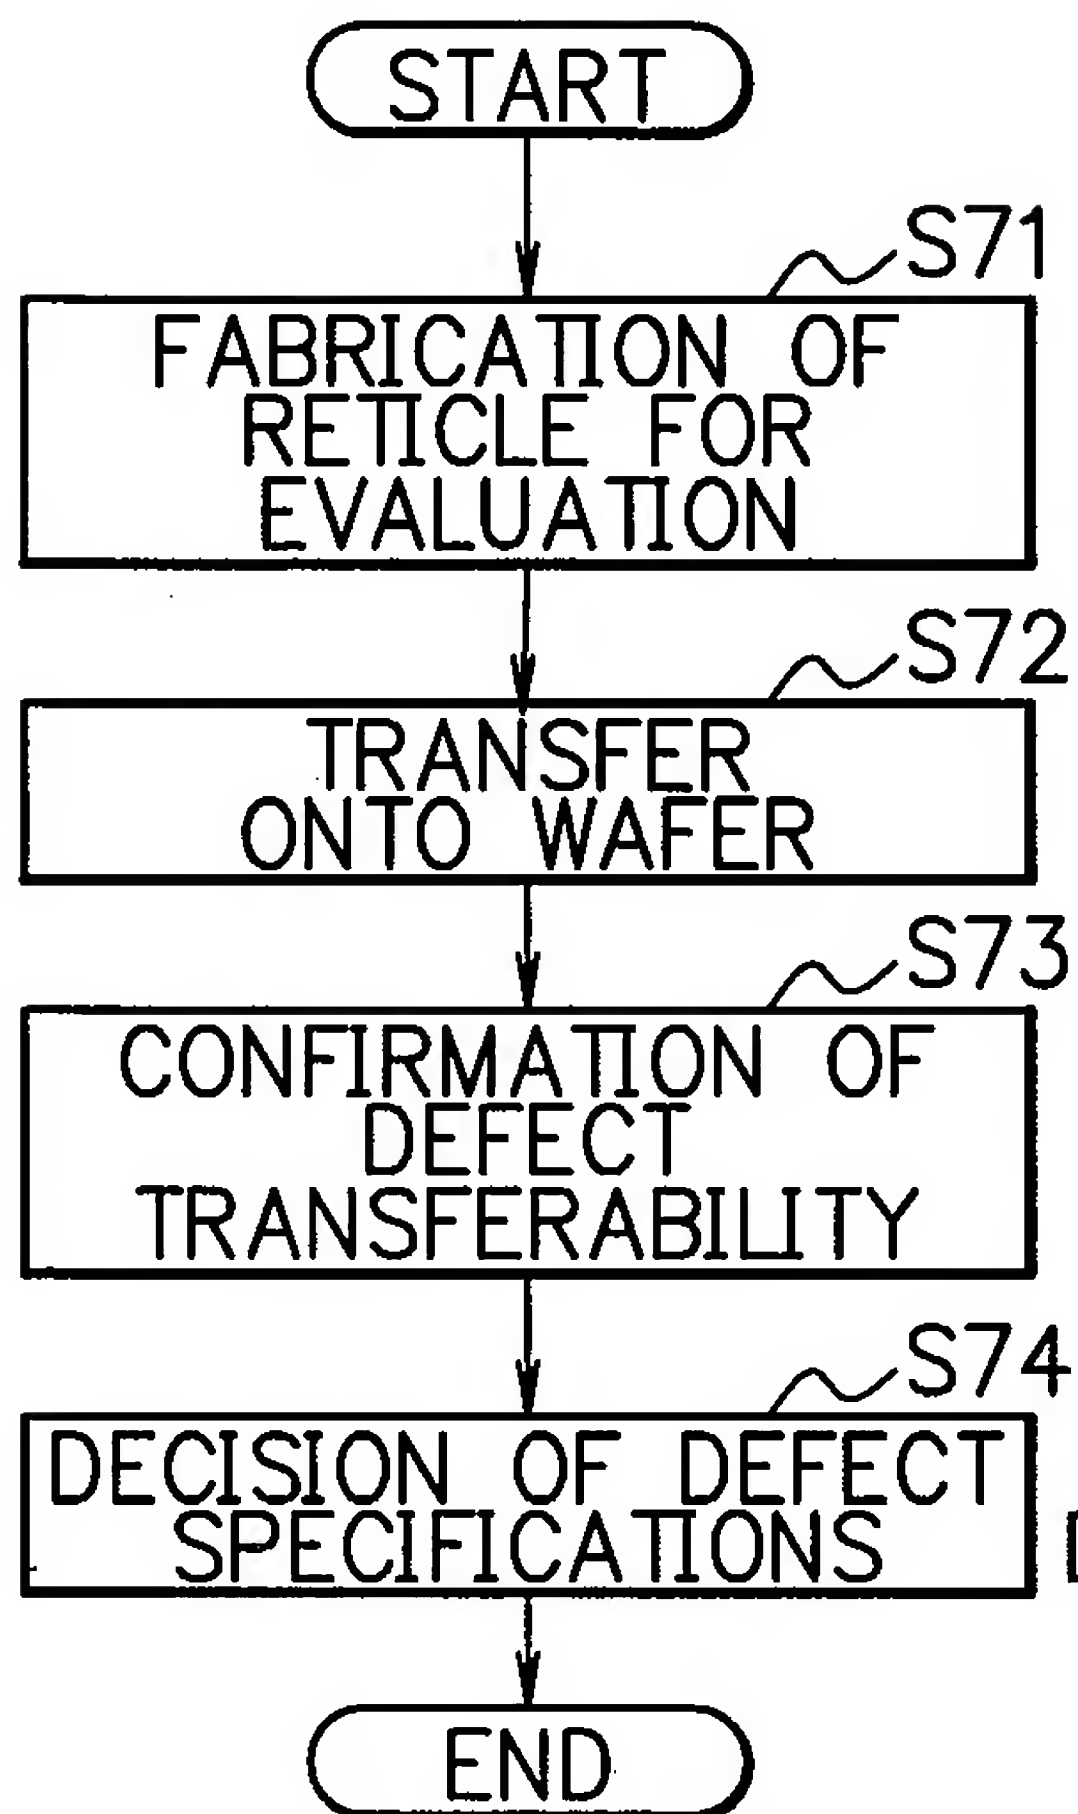 START
S71
FABRICATION OF
RETICLE FOR
EVALUATION
S72
TRANSFER
ONTO WAFER
S73
CONFIRMATION OF
DEFECT
TRANSFERABILITY
S74
DECISION OF DEFECT
SPECIFICATIONS
END